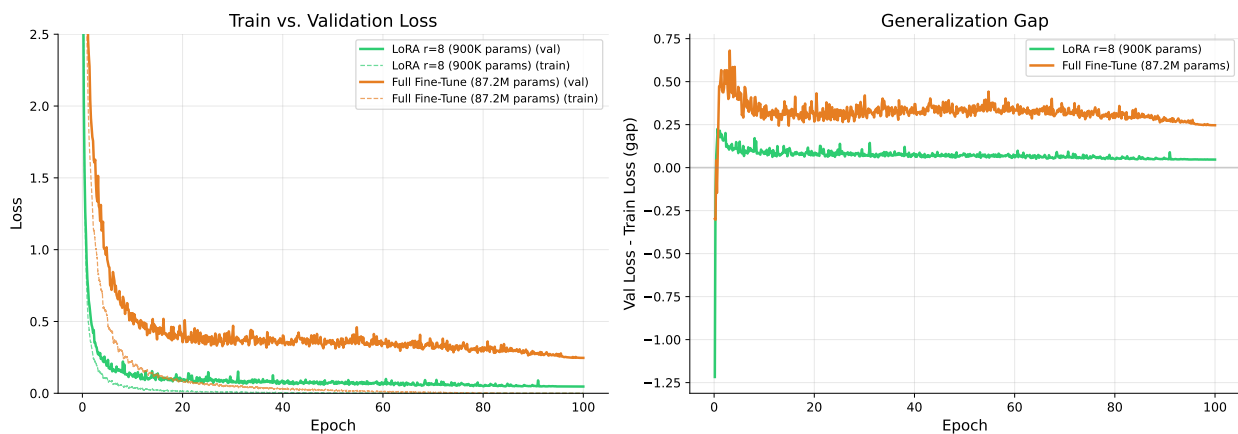 Train vs. Validation Loss
LoRA r=8 (900K params) (val)
LoRA r=8 (900K params) (train)
Full Fine-Tune (87.2M params) (val)
Full Fine-Tune (87.2M params) (train)
2.5
2.0
1.5
1.0
0.5
0.0
Loss
0 20 40 60 80 100
Epoch
Generalization Gap
LoRA r=8 (900K params)
Full Fine-Tune (87.2M params)
0.75
0.50
0.25
0.00
−0.25
−0.50
−0.75
−1.00
−1.25
Val Loss - Train Loss (gap)
0 20 40 60 80 100
Epoch